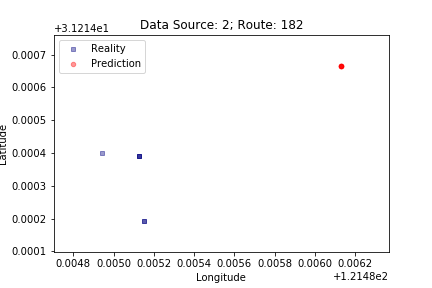 Data Source: 2; Route: 182
+3.1214e1
Reality
Prediction
0.0007
0.0006
0.0005
0.0004
0.0003
0.0002
0.0001
Latitude
0.0048 0.0050 0.0052 0.0054 0.0056 0.0058 0.0060 0.0062
+1.2148e2
Longitude